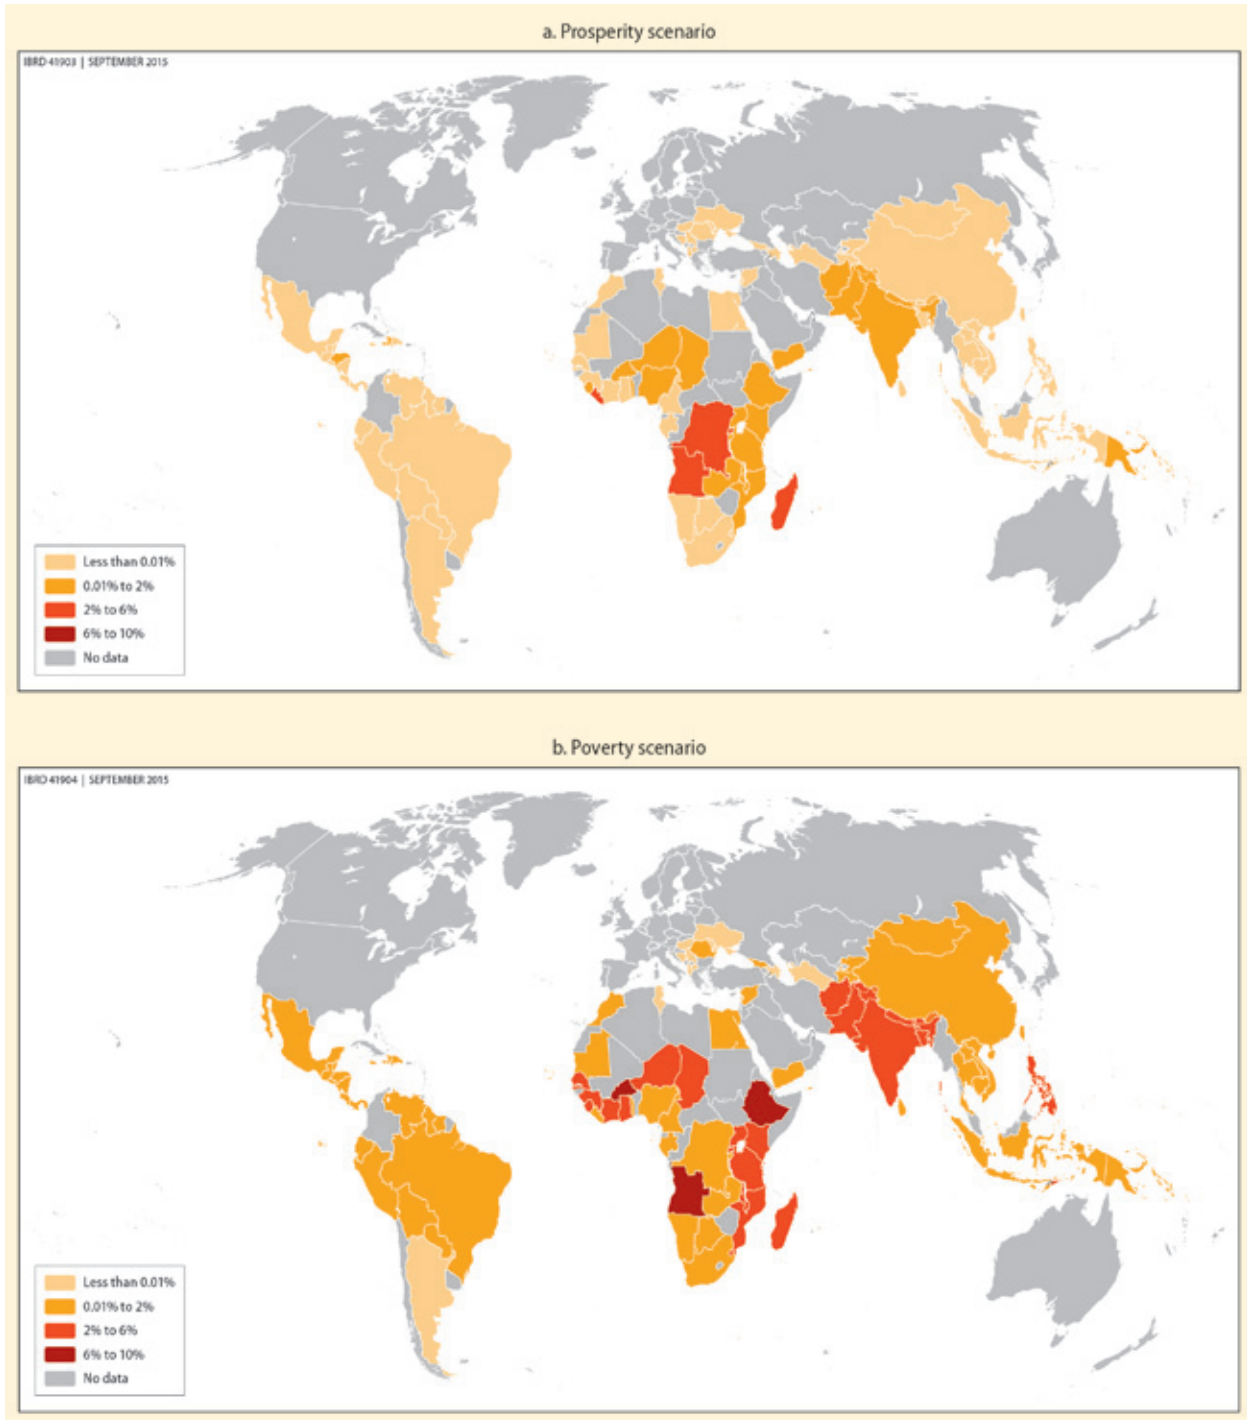 a. Prosperity scenario
IBRD 41903 | SEPTEMBER 2015
Less than 0.01%
0.01% to 2%
2% to 6%
6% to 10%
No data
b. Poverty scenario
IBRD 41904 | SEPTEMBER 2015
Less than 0.01%
0.01% to 2%
2% to 6%
6% to 10%
No data